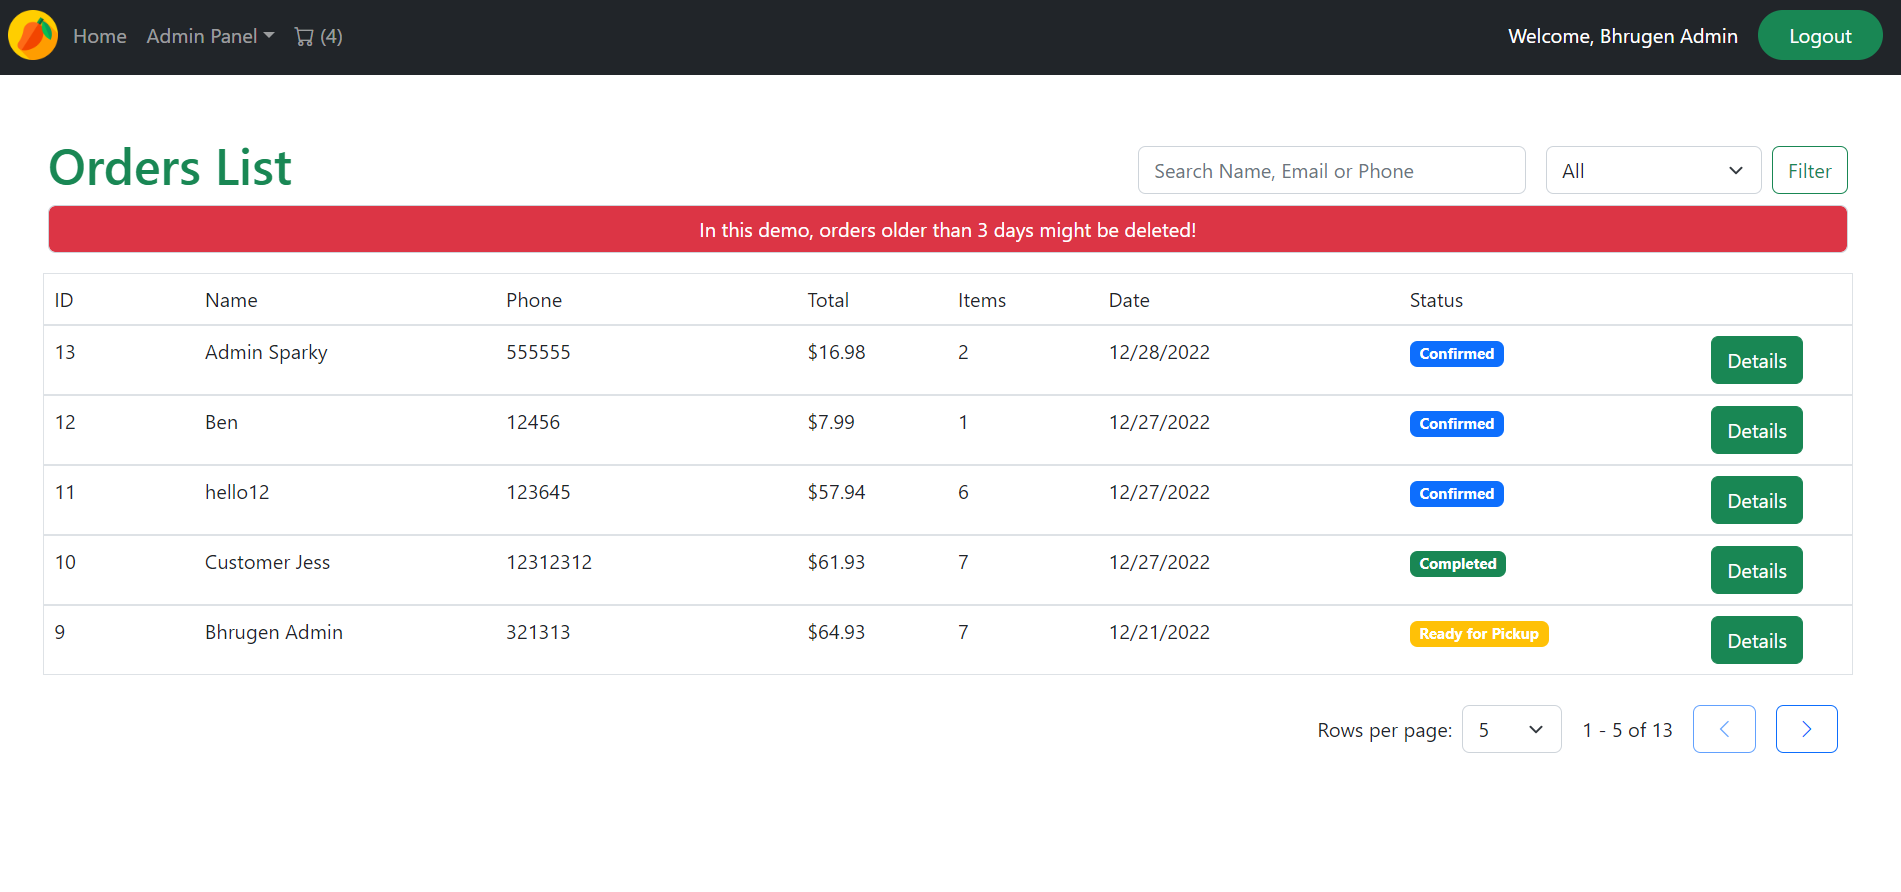 Home Admin Panel (4) Welcome, Bhrugen Admin Logout
Orders List Search Name, Email or Phone All Filter
In this demo, orders older than 3 days might be deleted!
ID Name Phone Total Items Date Status
13 Admin Sparky 555555 $16.98 2 12/28/2022 Confirmed Details
12 Ben 12456 $7.99 1 12/27/2022 Confirmed Details
11 hello12 123645 $57.94 6 12/27/2022 Confirmed Details
10 Customer Jess 12312312 $61.93 7 12/27/2022 Completed Details
9 Bhrugen Admin 321313 $64.93 7 12/21/2022 Ready for Pickup Details
Rows per page: 5 1 - 5 of 13